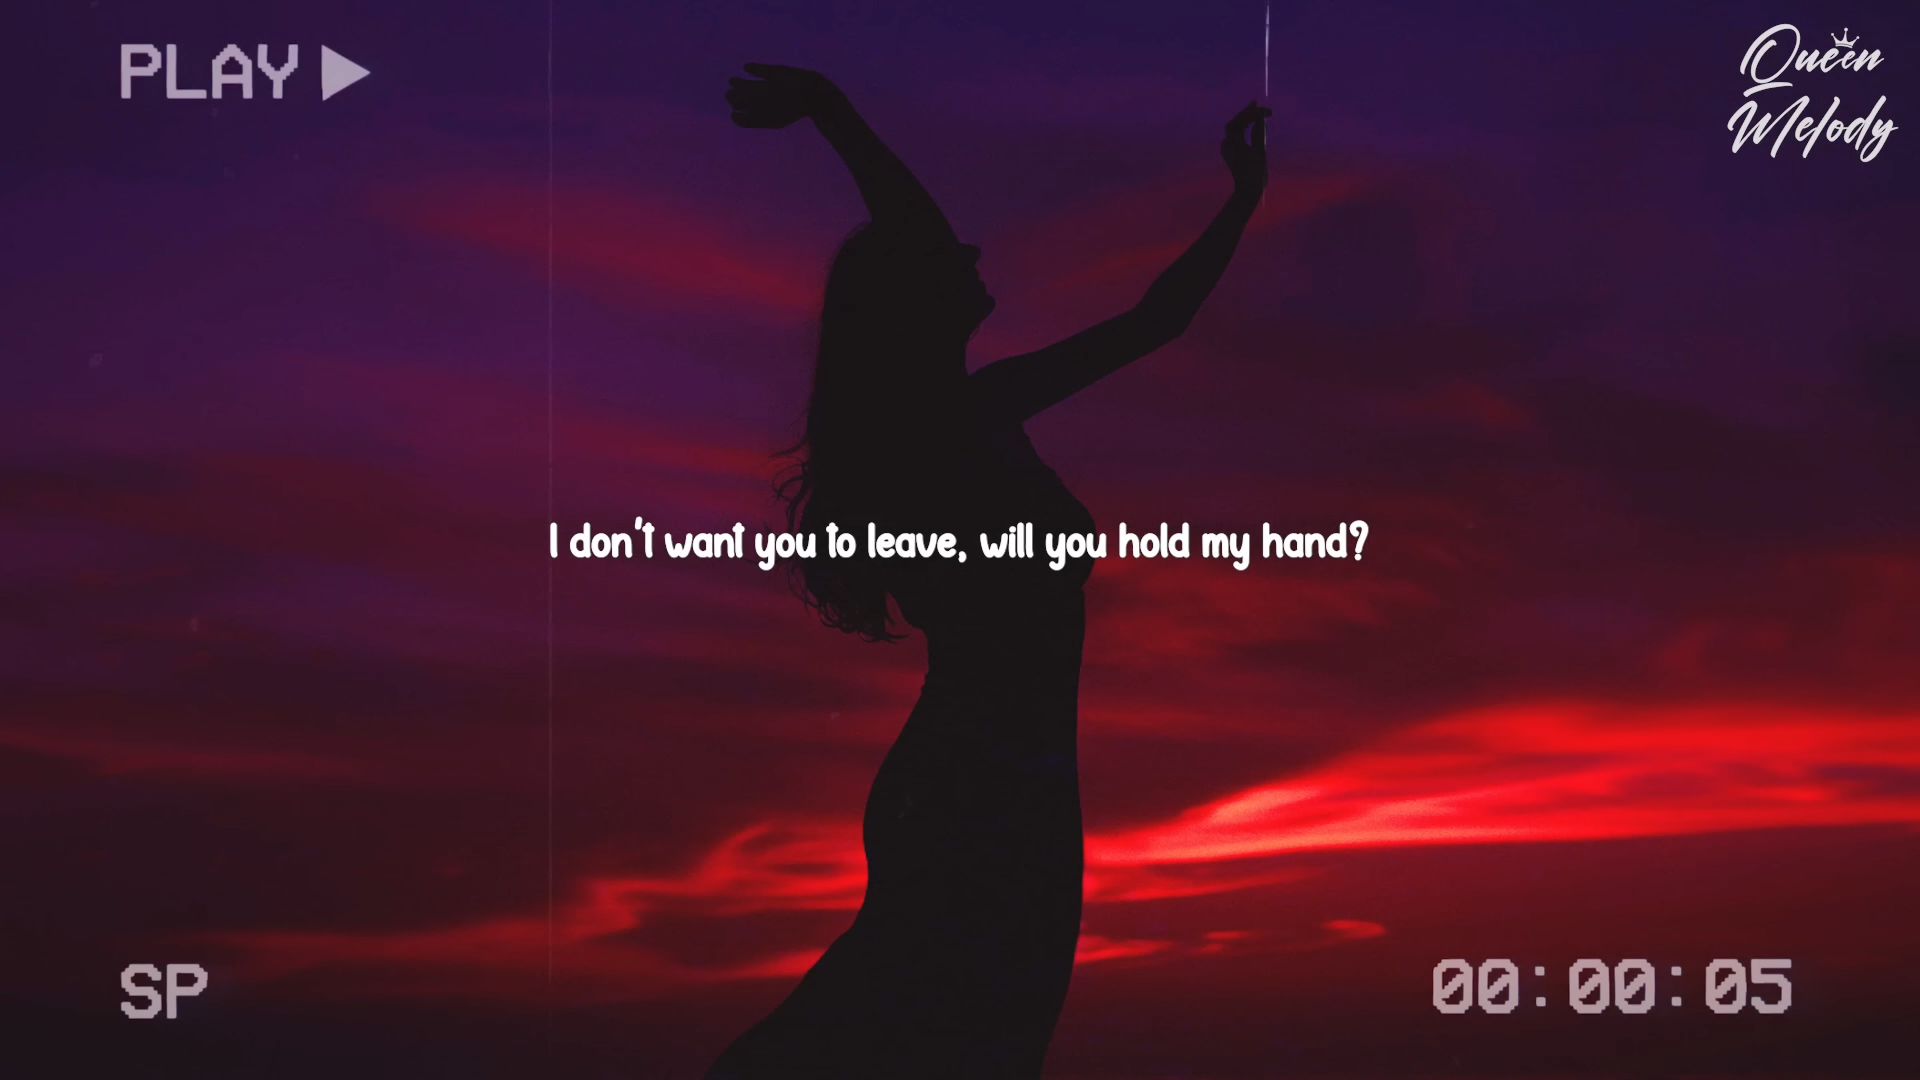 PLAY
Queen
Melody
I don't want you to leave, will you hold my hand?
SP
00:00:05